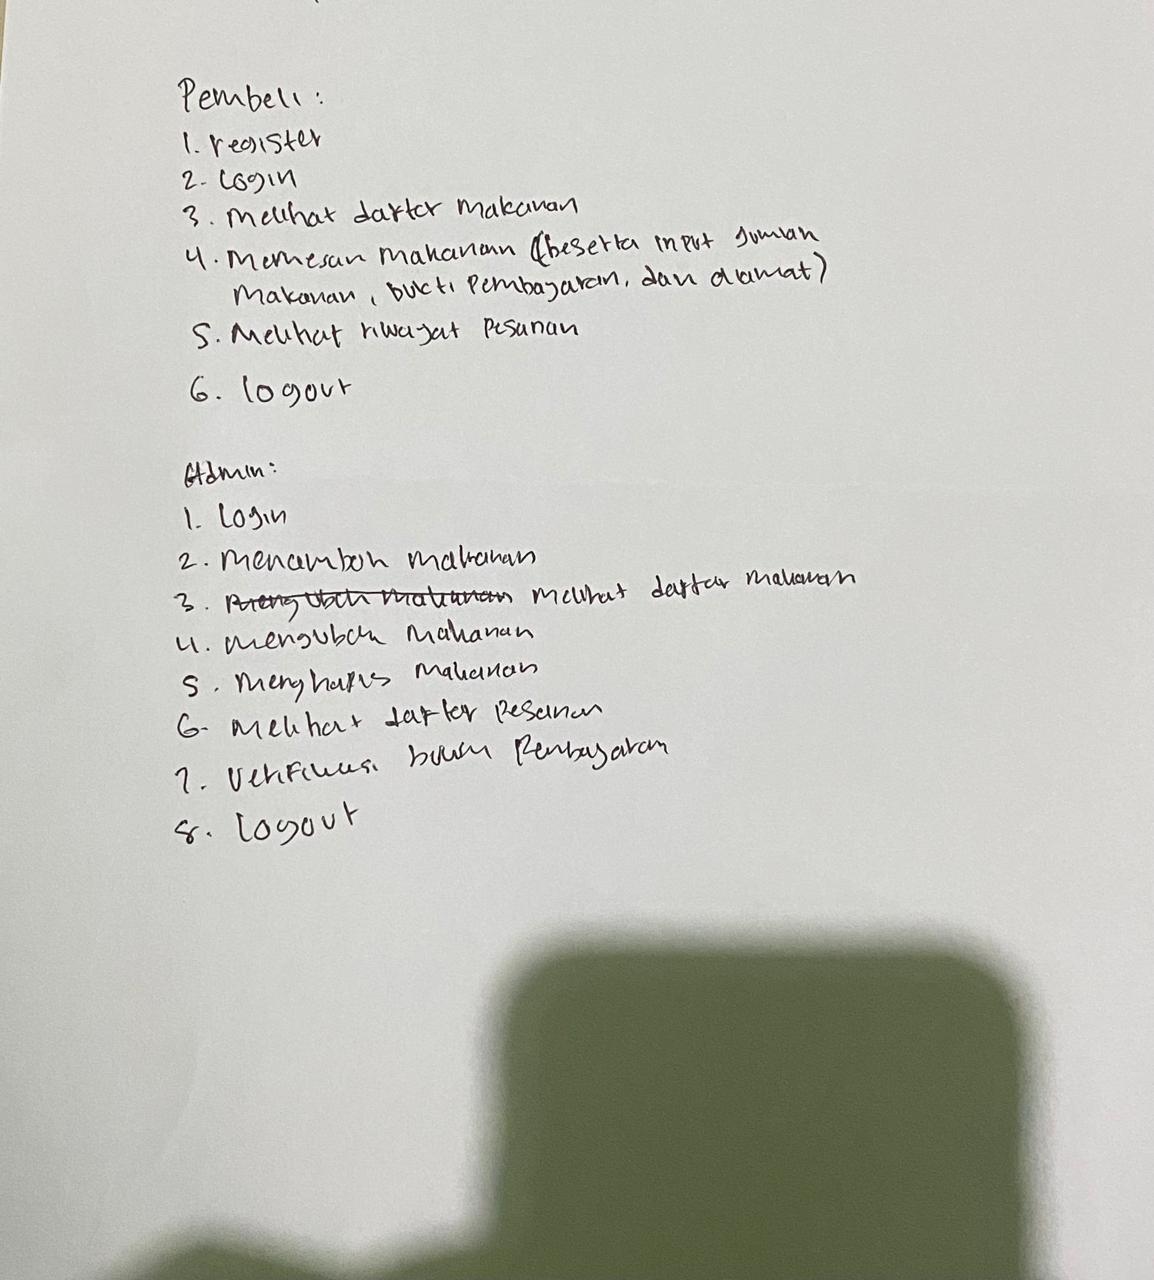 Pembeli :
1. register
2. Login
3. Melihat daftar Makanan
4. Memesan Makanan (beserta input Jumlah
Makanan, bukti Pembayaran, dan alamat)
5. Melihat riwayat Pesanan
6. logout
Admin:
1. Login
2. Menambah makanan
3. Mengubah Makanan Melihat daftar Makanan
4. Mengubah Makanan
5. Menghapus Makanan
6. Melihat daftar Pesanan
7. Verifikasi bukti Pembayaran
8. Logout